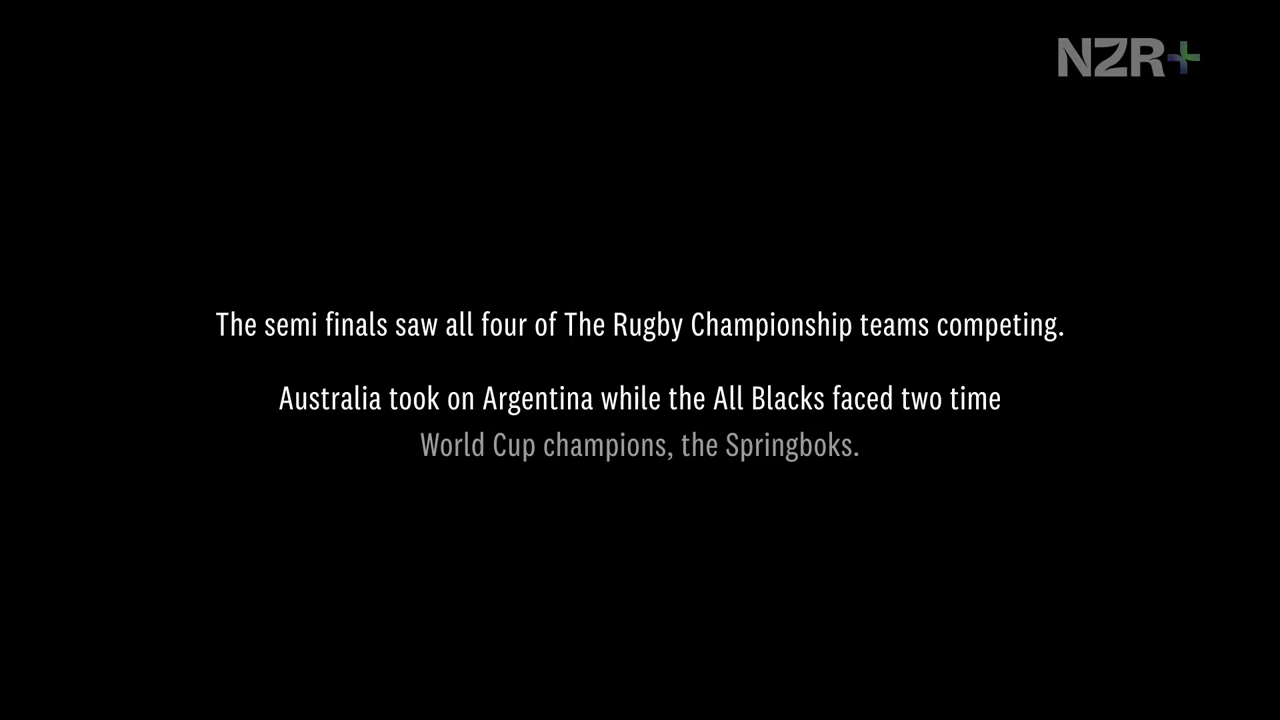 NZR+
The semi finals saw all four of The Rugby Championship teams competing.
Australia took on Argentina while the All Blacks faced two time
World Cup champions, the Springboks.